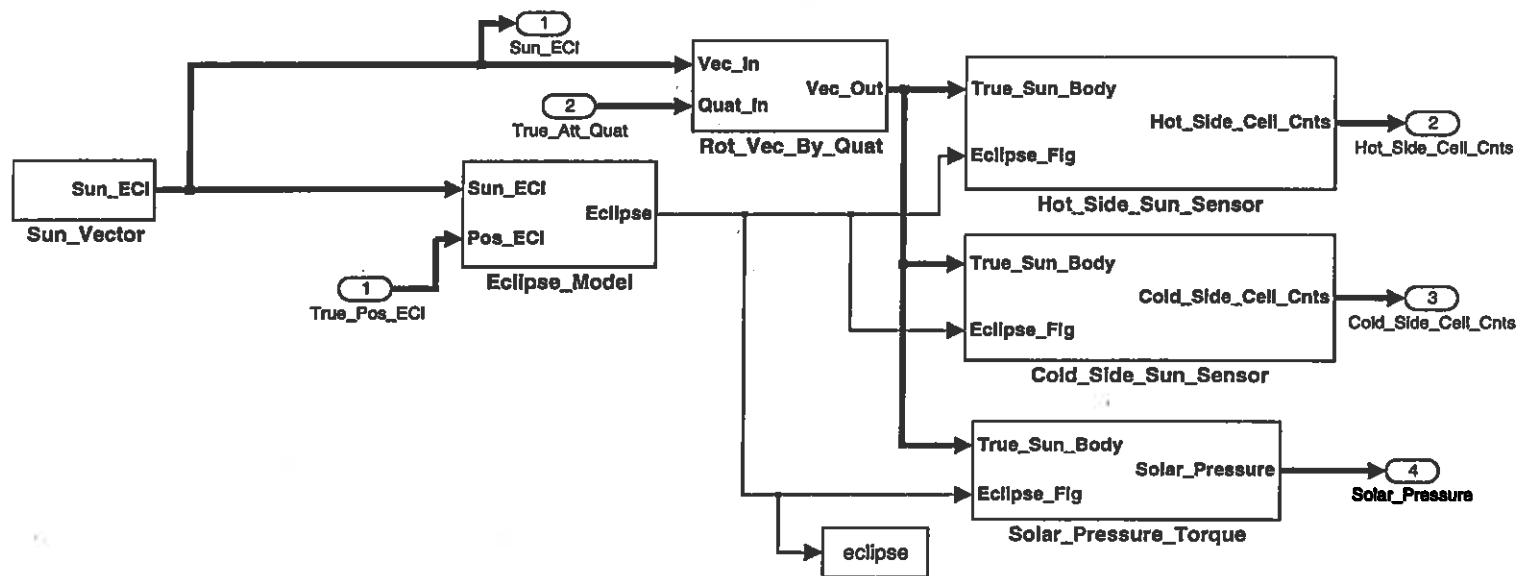 1
Sun_ECI
Vec_In
Vec_Out
Quat_In
2
True_Att_Quat
Rot_Vec_By_Quat
True_Sun_Body
Hot_Side_Cell_Cnts
Eclipse_Flg
2
Hot_Side_Cell_Cnts
Hot_Side_Sun_Sensor
Sun_ECI
Sun_Vector
Sun_ECI
Eclipse
Pos_ECI
Eclipse_Model
1
True_Pos_ECI
True_Sun_Body
Cold_Side_Cell_Cnts
Eclipse_Flg
3
Cold_Side_Cell_Cnts
Cold_Side_Sun_Sensor
True_Sun_Body
Solar_Pressure
Eclipse_Flg
4
Solar_Pressure
Solar_Pressure_Torque
eclipse